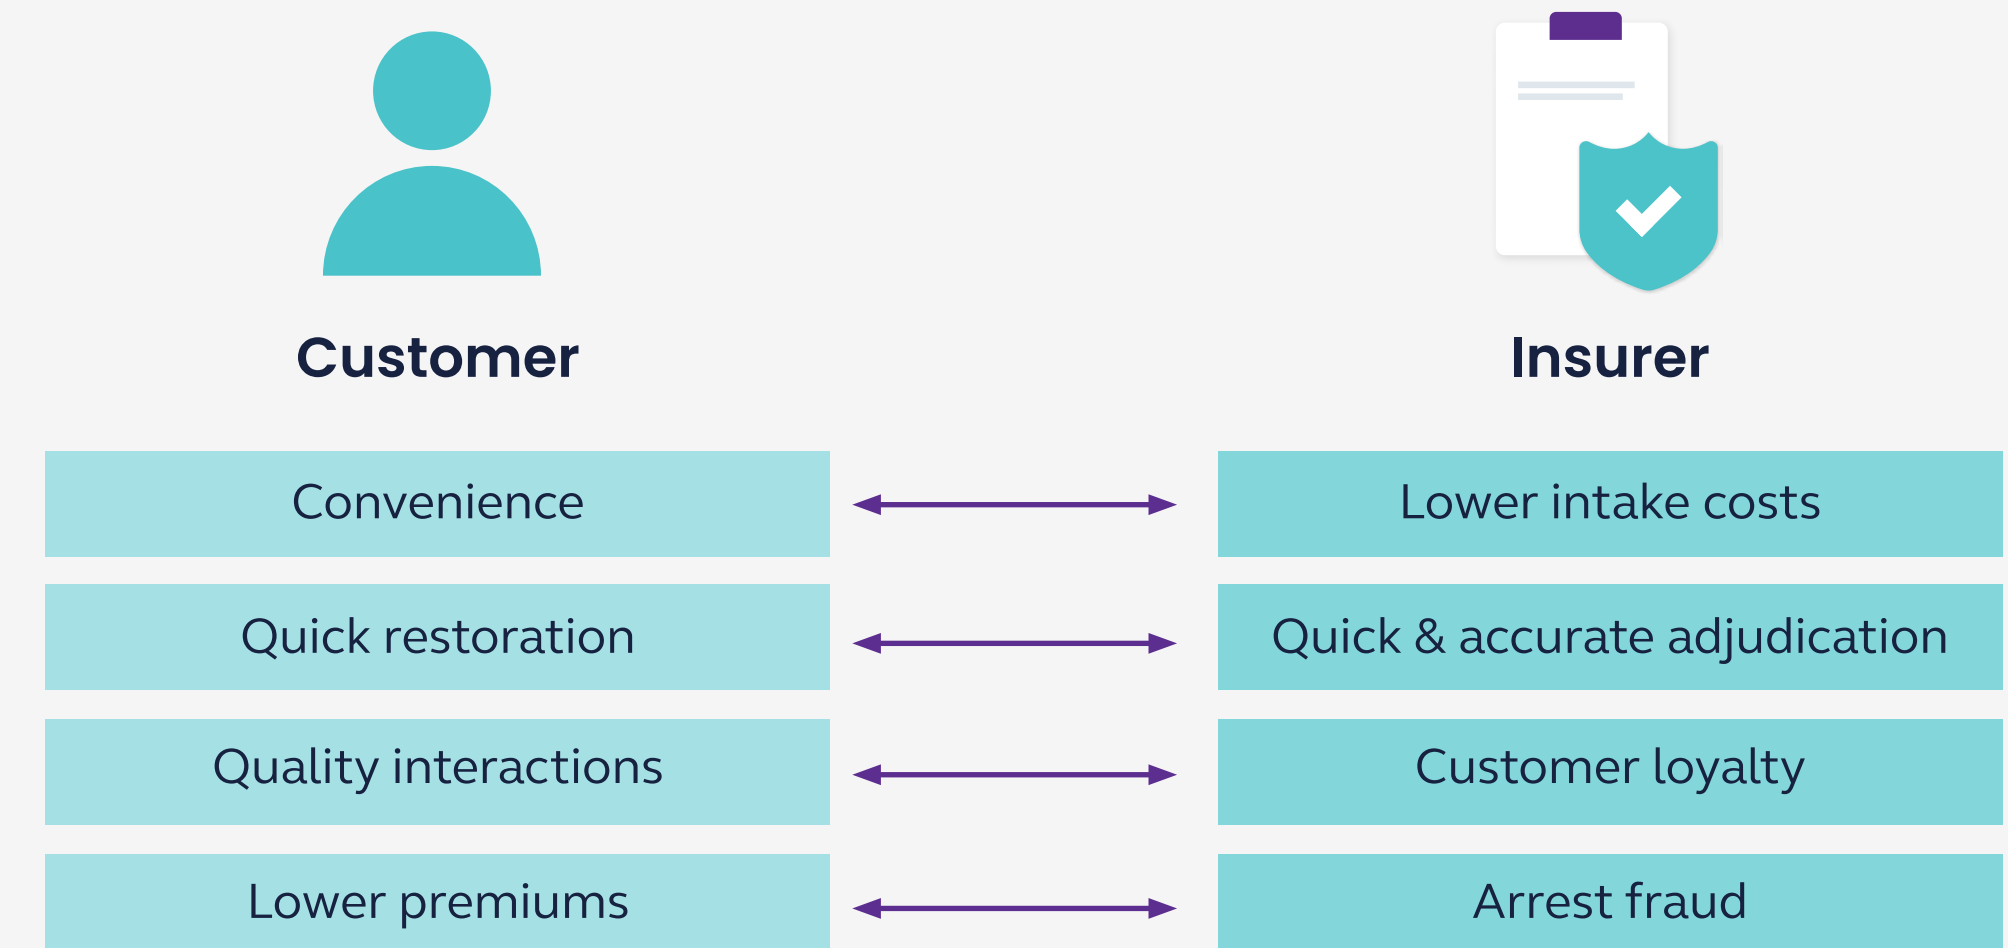 Customer
Insurer
Convenience
Lower intake costs
Quick restoration
Quick & accurate adjudication
Quality interactions
Customer loyalty
Lower premiums
Arrest fraud